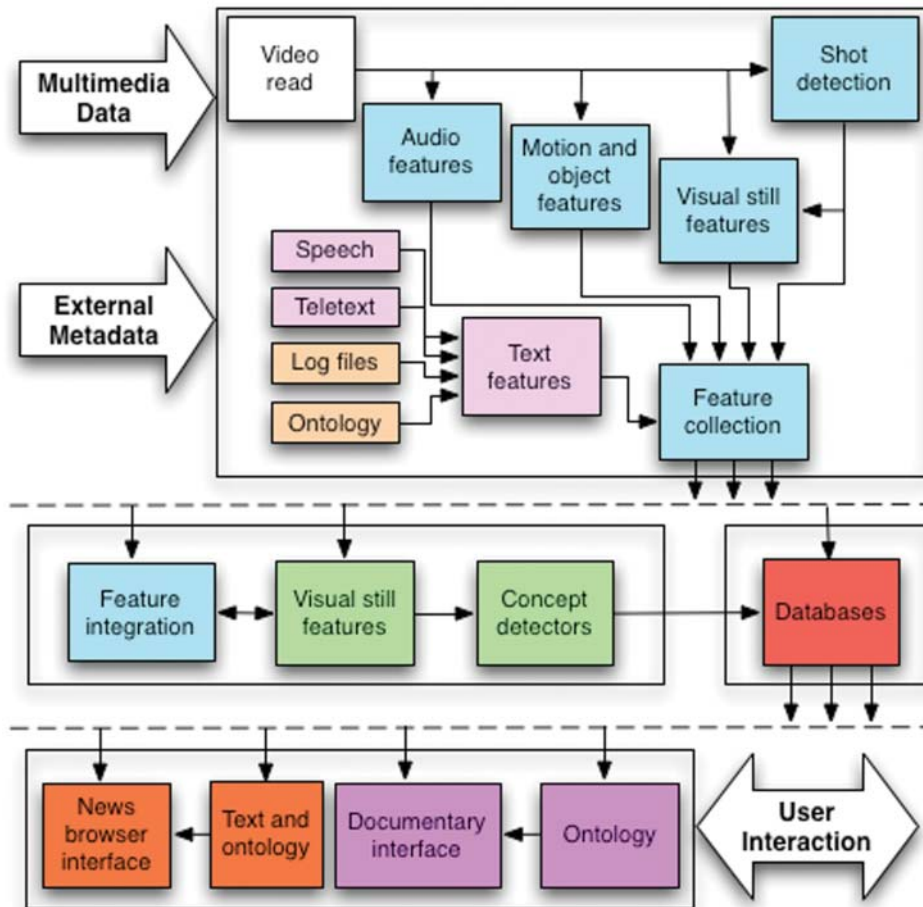 Multimedia
Data
Video
read
Shot
detection
Audio
features
Motion and
object
features
Visual still
features
External
Metadata
Speech
Teletext
Log files
Ontology
Text
features
Feature
collection
Feature
integration
Visual still
features
Concept
detectors
Databases
News
browser
interface
Text and
ontology
Documentary
interface
Ontology
User
Interaction